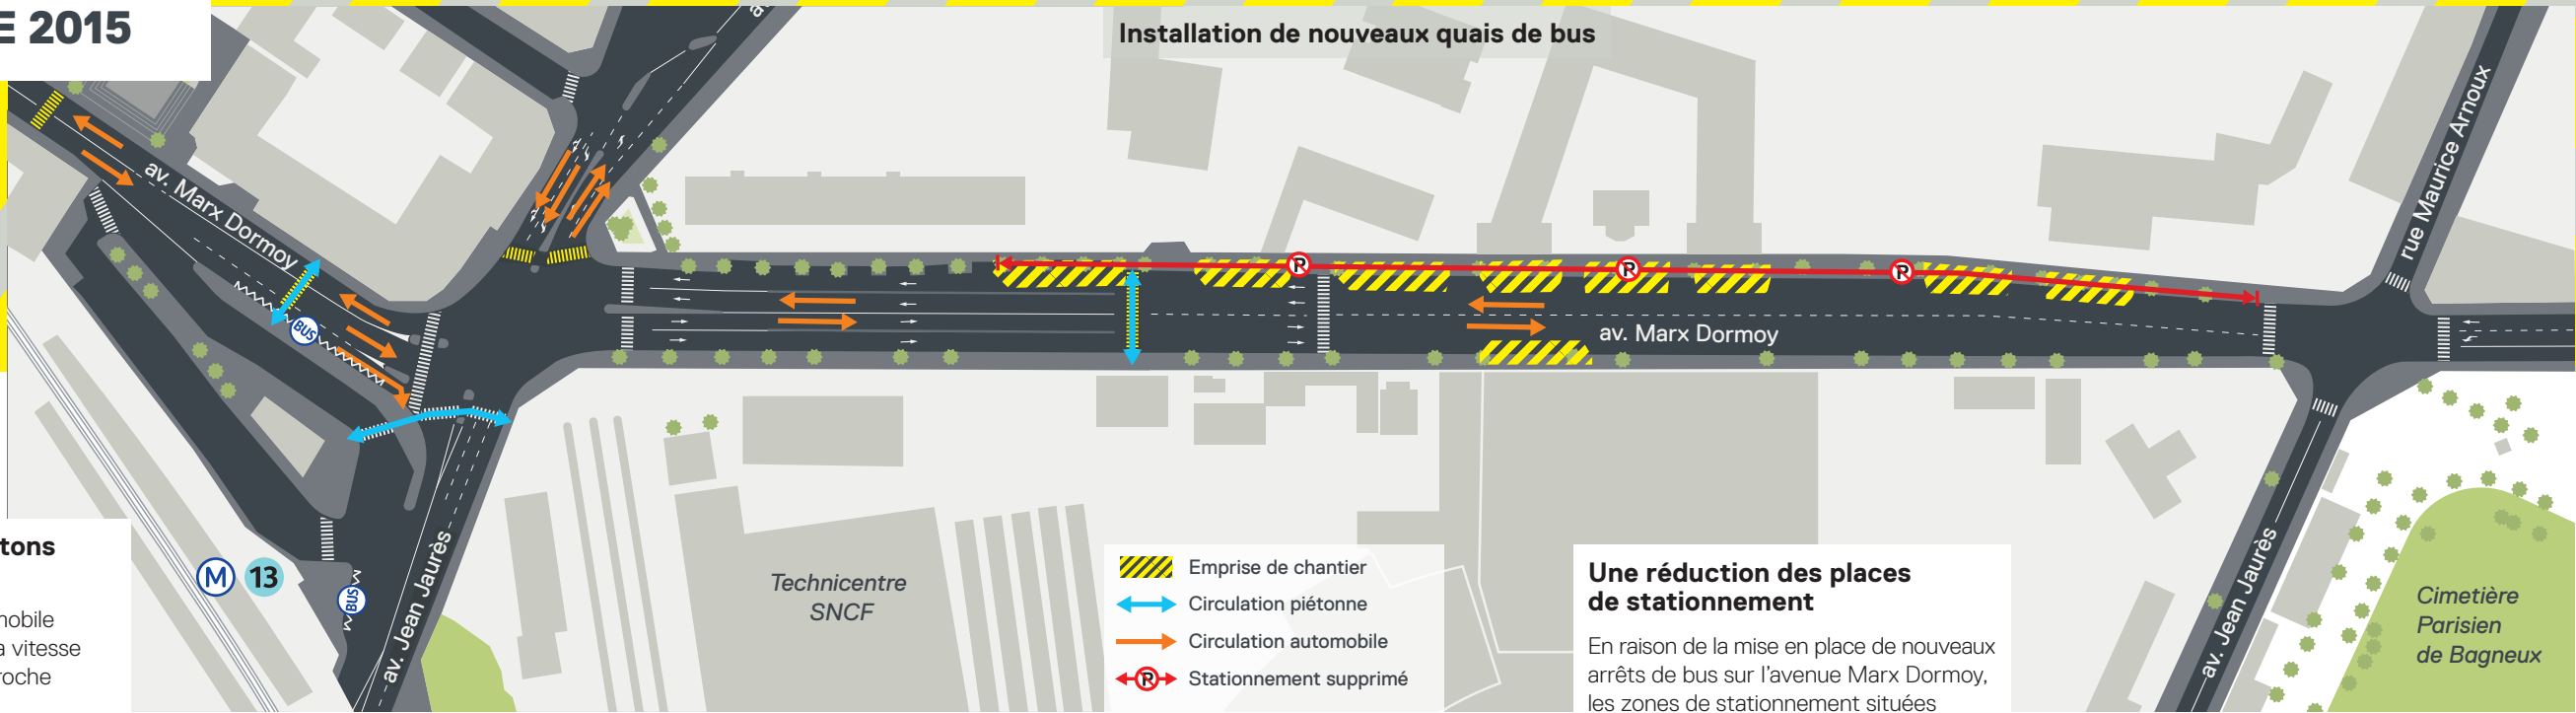 E 2015
Installation de nouveaux quais de bus
av. Marx Dormoy
rue Maurice Arnoux
BUS
P
P
P
av. Marx Dormoy
tons
M 13
BUS
mobile
a vitesse
roche
av. Jean Jaurès
Technicentre
SNCF
Emprise de chantier
Circulation piétonne
Circulation automobile
P Stationnement supprimé
Une réduction des places
de stationnement
En raison de la mise en place de nouveaux
arrêts de bus sur l'avenue Marx Dormoy,
les zones de stationnement situées
av. Jean Jaurès
Cimetière
Parisien
de Bagneux